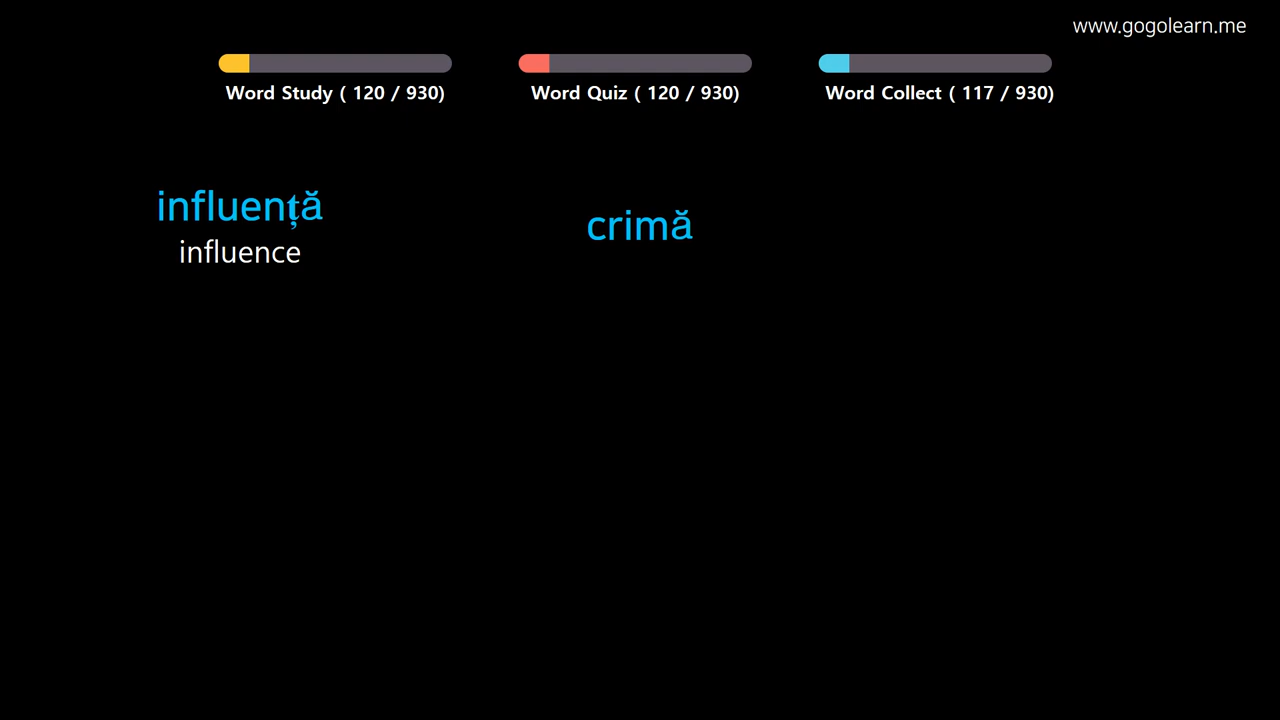 www.gogolearn.me
Word Study ( 120 / 930)
Word Quiz ( 120 / 930)
Word Collect ( 117 / 930)
influență
influence
crimă